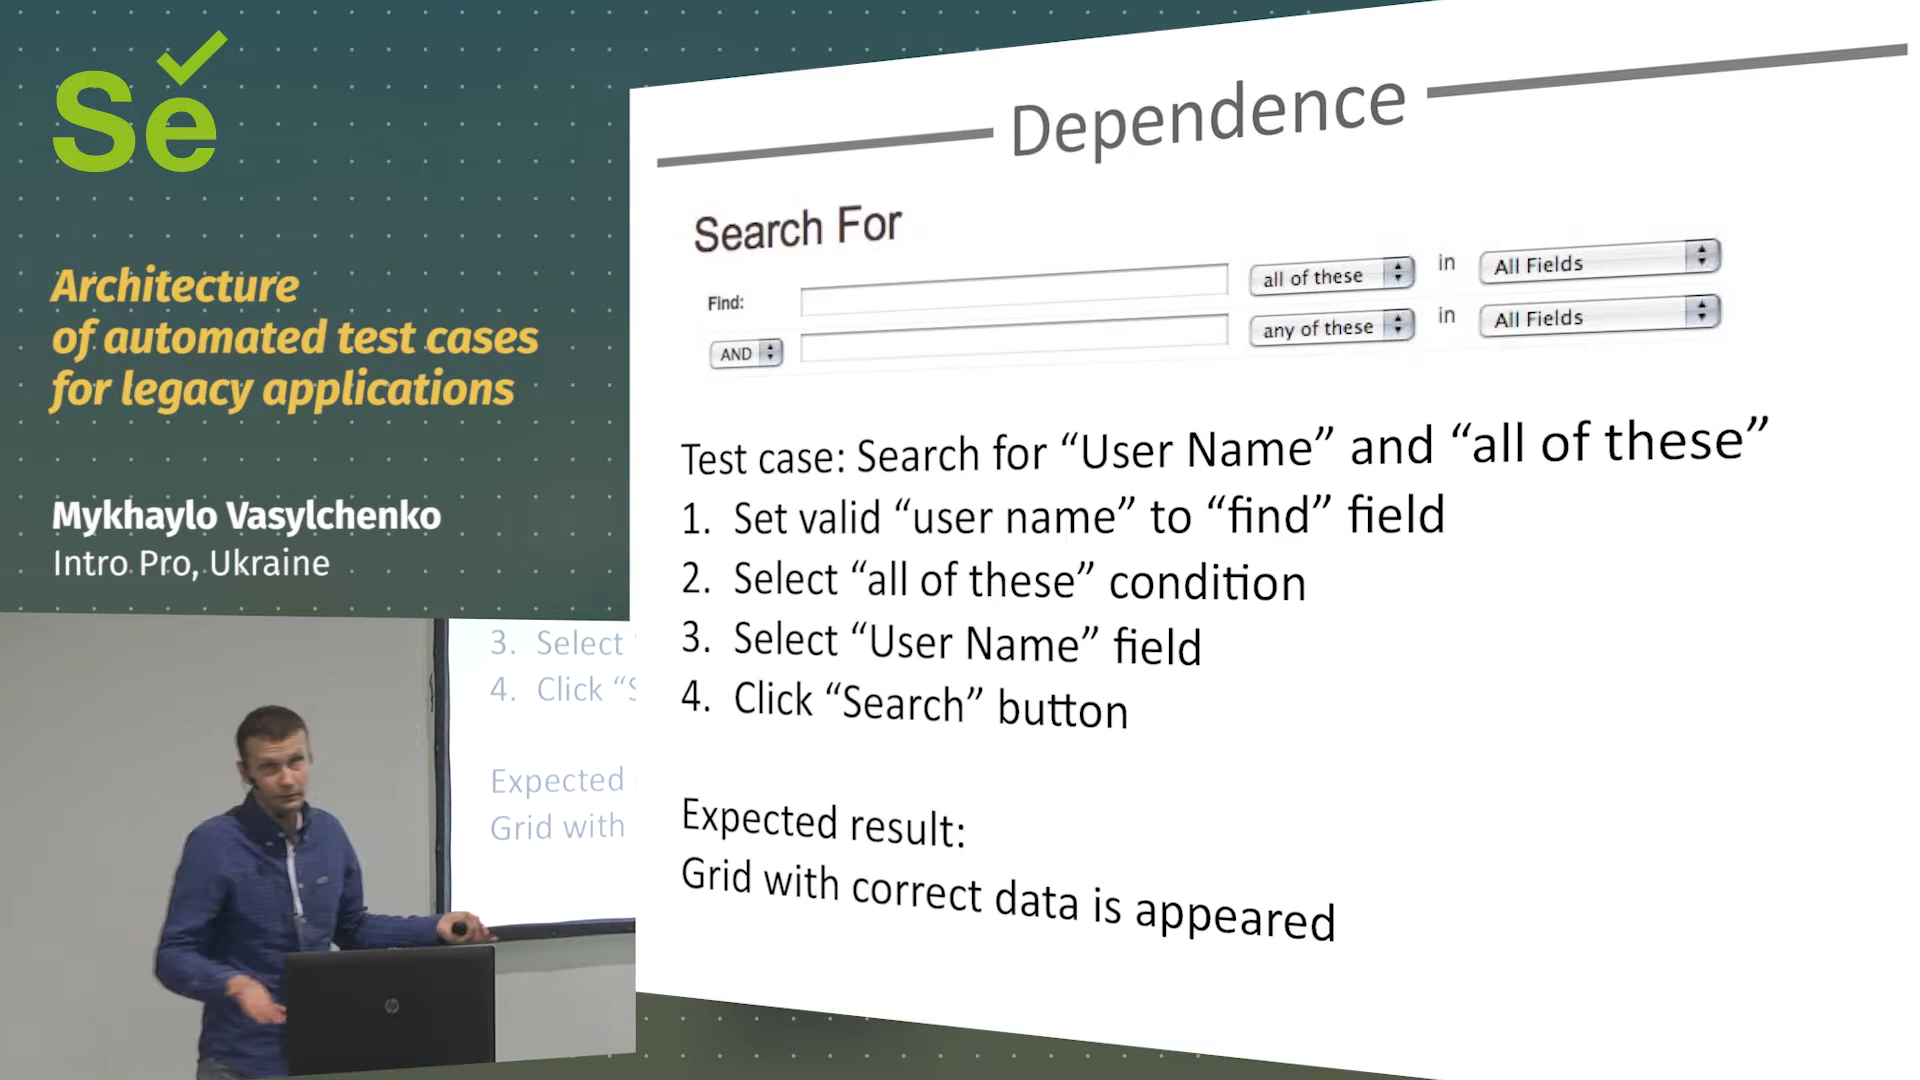 Se
Architecture
of automated test cases
for legacy applications
Mykhaylo Vasylchenko
Intro Pro, Ukraine
Dependence
Search For
Find: all of these in All Fields
AND any of these in All Fields
Test case: Search for “User Name” and “all of these”
1. Set valid “user name” to “find” field
2. Select “all of these” condition
3. Select “User Name” field
4. Click “Search” button
Expected result:
Grid with correct data is appeared
3. Select “
4. Click “S
Expected
Grid with
hp